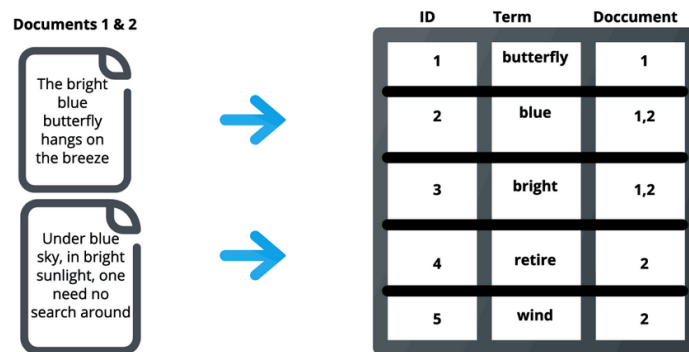 Documents 1 & 2
The bright
blue
butterfly
hangs on
the breeze
Under blue
sky, in bright
sunlight, one
need no
search around
ID Term Doccument
1 butterfly 1
2 blue 1,2
3 bright 1,2
4 retire 2
5 wind 2